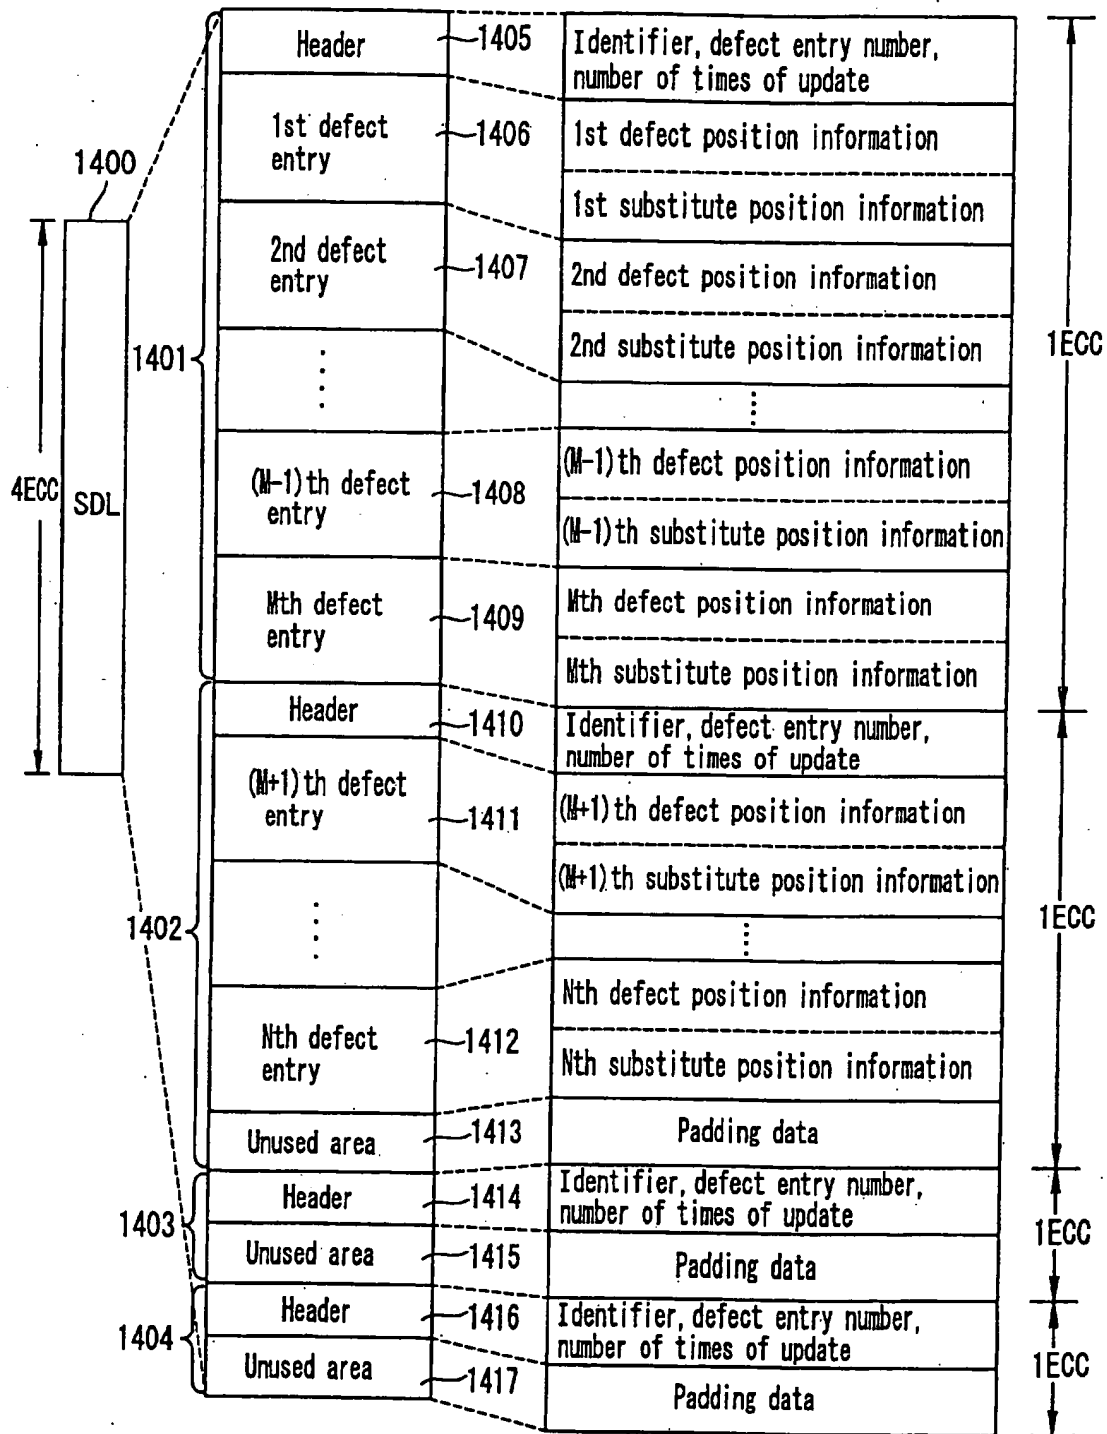 1400
4ECC
SDL
1401
1402
1403
1404
Header
1405
1st defect
entry
1406
2nd defect
entry
1407
(M-1)th defect
entry
1408
Mth defect
entry
1409
Header
1410
(M+1)th defect
entry
1411
Nth defect
entry
1412
Unused area
1413
Header
1414
Unused area
1415
Header
1416
Unused area
1417
Identifier, defect entry number,
number of times of update
1st defect position information
1st substitute position information
2nd defect position information
2nd substitute position information
(M-1)th defect position information
(M-1)th substitute position information
Mth defect position information
Mth substitute position information
Identifier, defect entry number,
number of times of update
(M+1)th defect position information
(M+1)th substitute position information
Nth defect position information
Nth substitute position information
Padding data
Identifier, defect entry number,
number of times of update
Padding data
Identifier, defect entry number,
number of times of update
Padding data
1ECC
1ECC
1ECC
1ECC